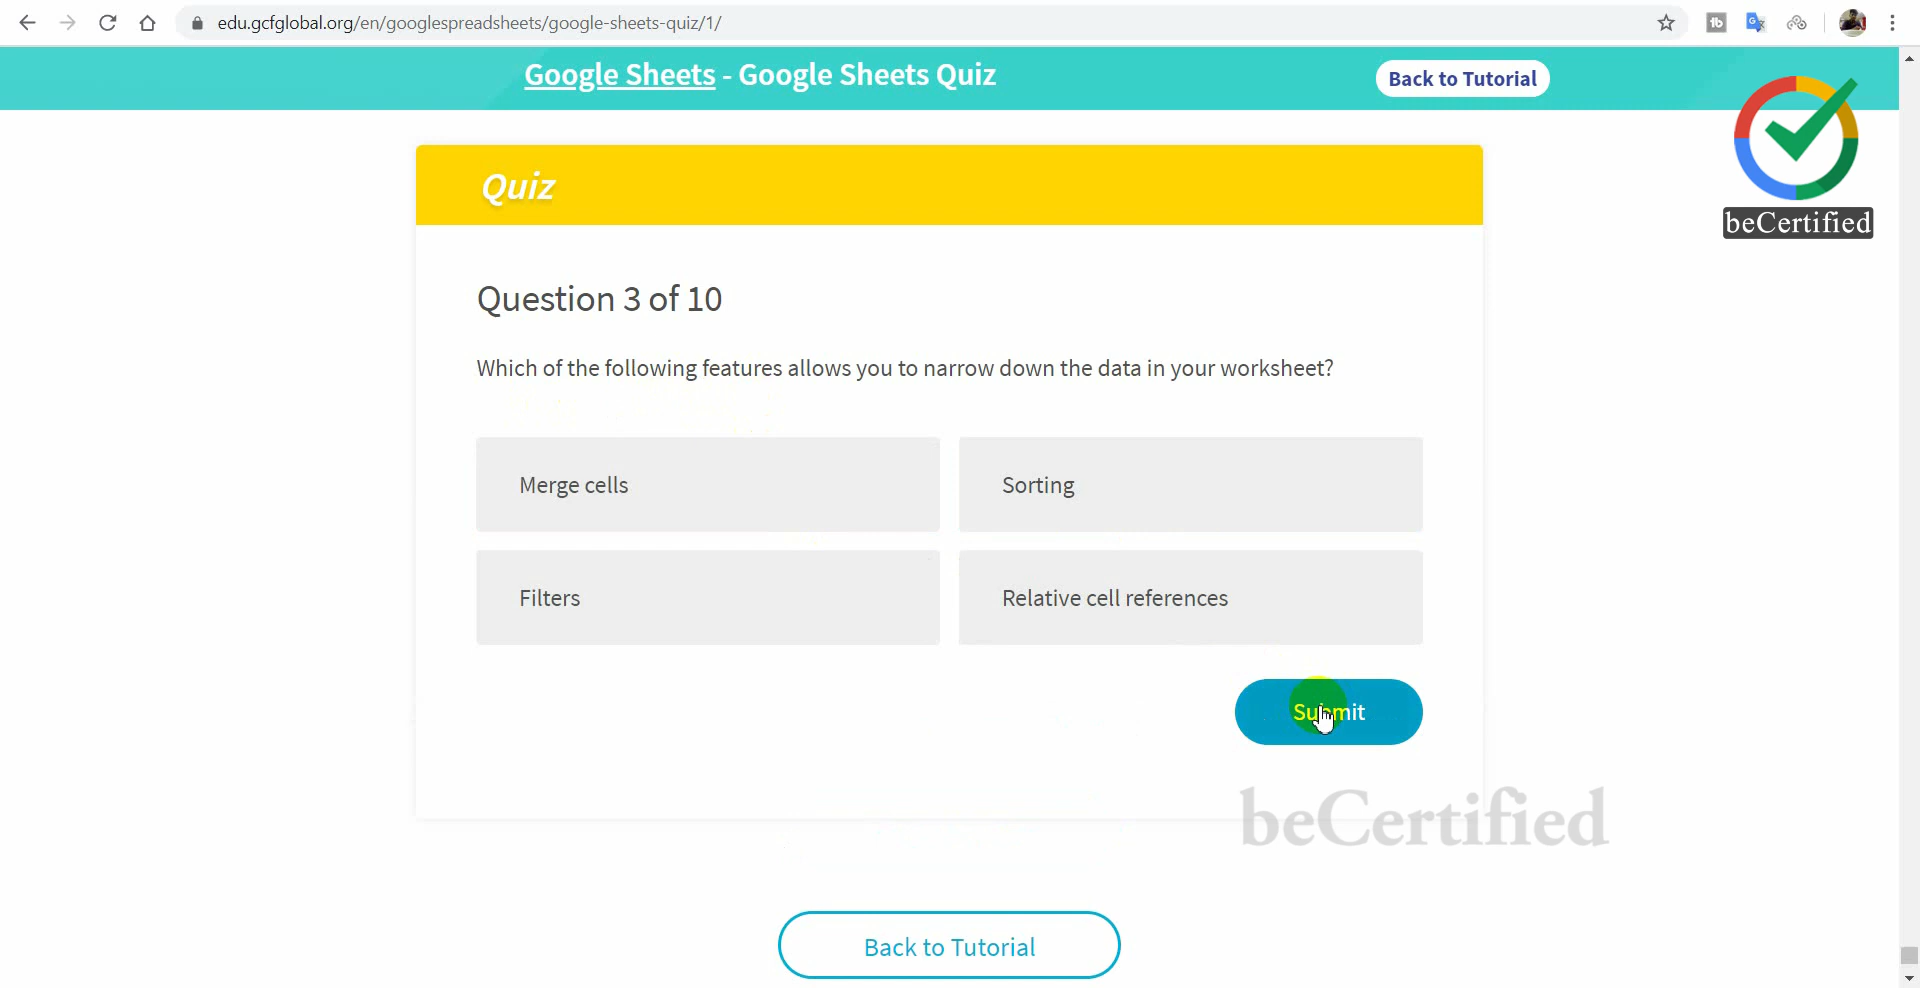 edu.gcfglobal.org/en/googlespreadsheets/google-sheets-quiz/1/
Google Sheets - Google Sheets Quiz
Back to Tutorial
beCertified
Quiz
Question 3 of 10
Which of the following features allows you to narrow down the data in your worksheet?
Merge cells
Sorting
Filters
Relative cell references
Submit
beCertified
Back to Tutorial